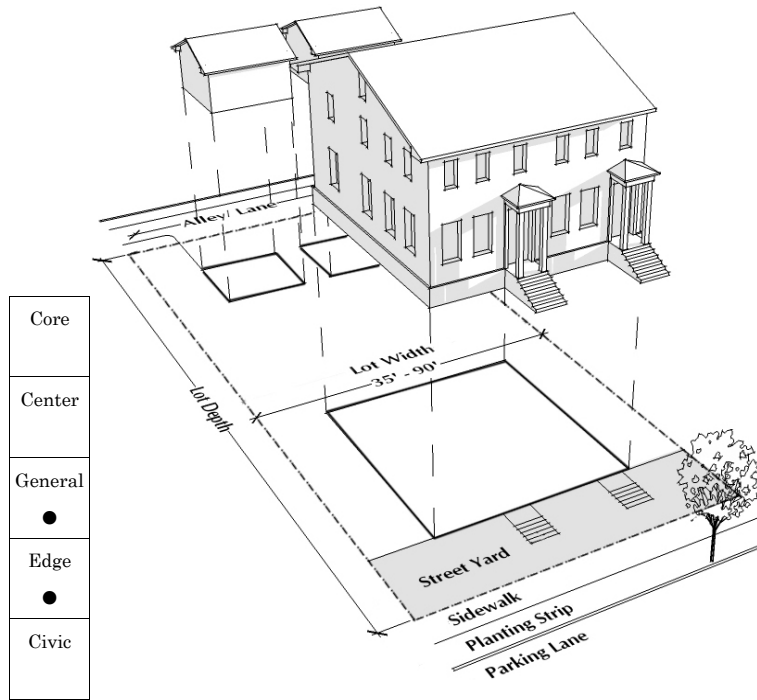 Alley/ Lane
Lot Width
35' - 90'
Lot Depth
Core
Center
General
●
Edge
●
Civic
Street Yard
Sidewalk
Planting Strip
Parking Lane